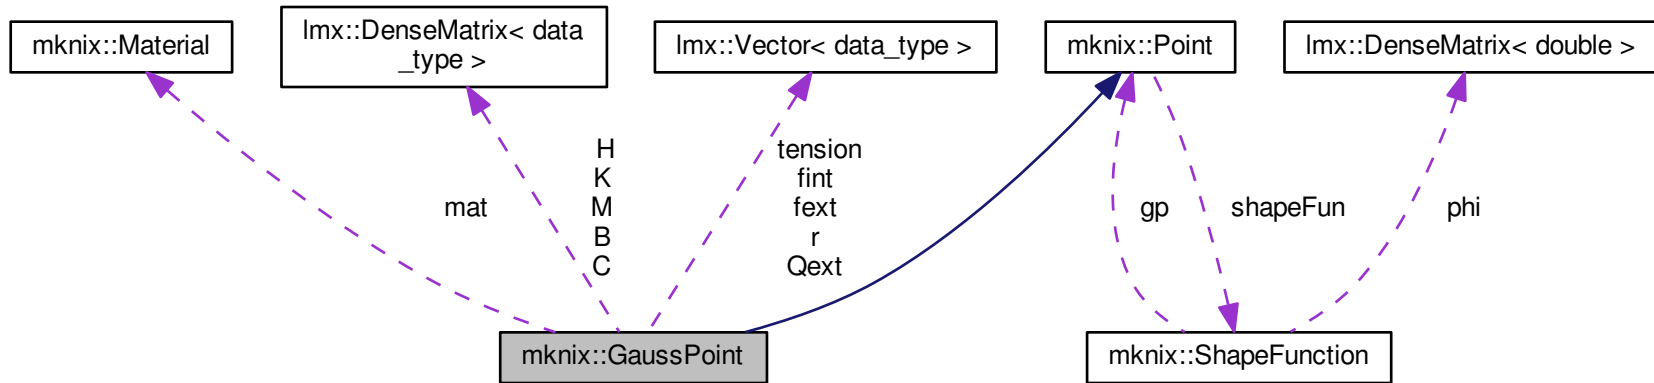 mknix::Material
lmx::DenseMatrix< data
_type >
lmx::Vector< data_type >
mknix::Point
lmx::DenseMatrix< double >
mat
H
K
M
B
C
tension
fint
fext
r
Qext
gp
shapeFun
phi
mknix::GaussPoint
mknix::ShapeFunction